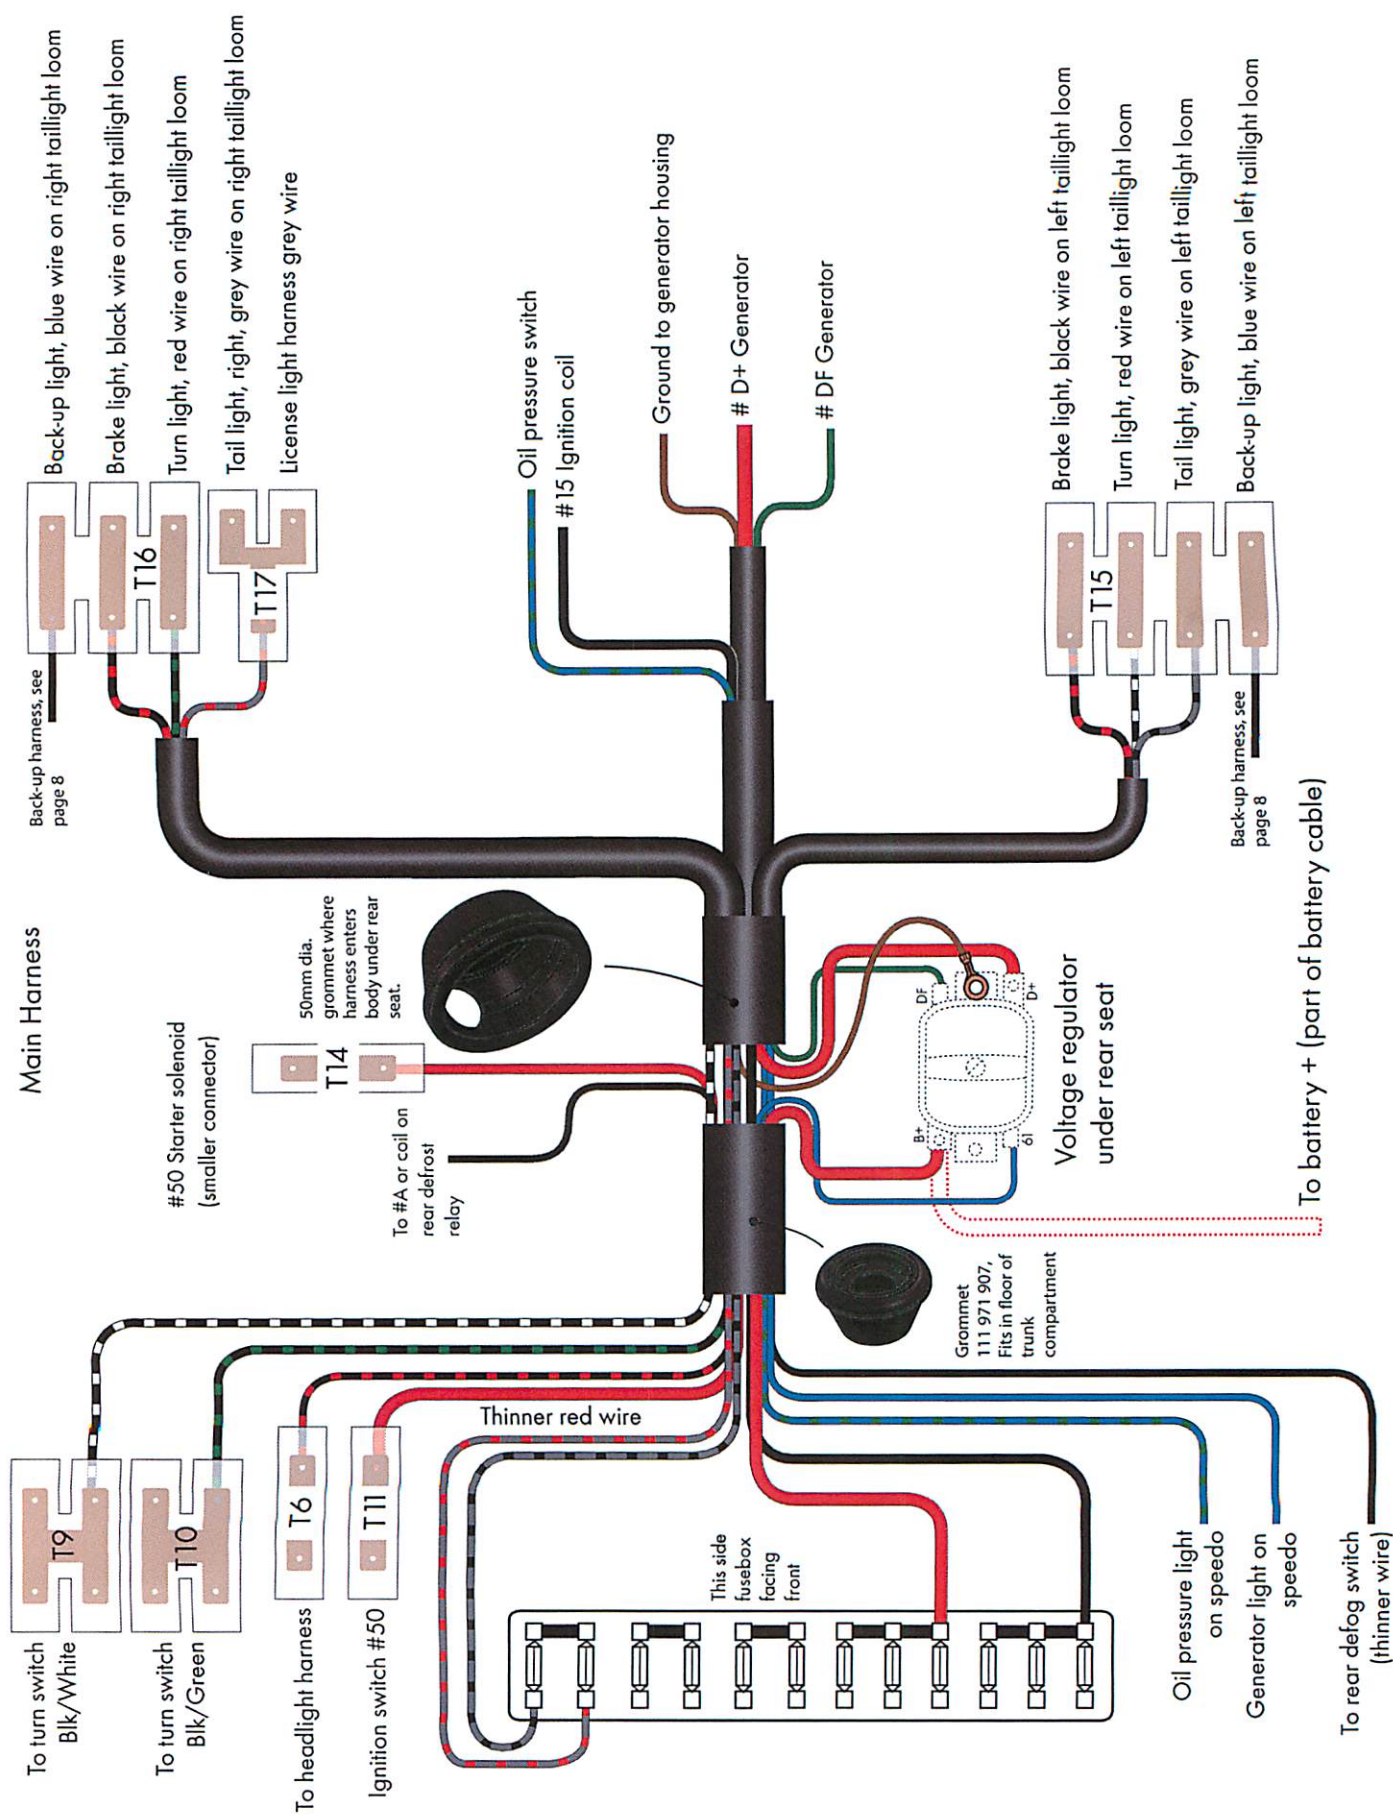 Main Harness
Back-up light, blue wire on right taillight loom
Brake light, black wire on right taillight loom
Turn light, red wire on right taillight loom
Tail light, right, grey wire on right taillight loom
License light harness grey wire
T16
T17
Back-up harness, see
page 8
Oil pressure switch
#15 Ignition coil
Ground to generator housing
# D+ Generator
# DF Generator
Brake light, black wire on left taillight loom
Turn light, red wire on left taillight loom
Tail light, grey wire on left taillight loom
Back-up light, blue wire on left taillight loom
T15
Back-up harness, see
page 8
50mm dia.
grommet where
harness enters
body under rear
seat.
#50 Starter solenoid
(smaller connector)
T14
To #A or coil on
rear defrost
relay
DF
D+
B+
61
Voltage regulator
under rear seat
To battery + (part of battery cable)
Grommet
111 971 907,
Fits in floor of
trunk
compartment
Thinner red wire
T9
T10
T6
T11
To turn switch
Blk/White
To turn switch
Blk/Green
To headlight harness
Ignition switch #50
This side
fusebox
facing
front
Oil pressure light
on speedo
Generator light on
speedo
To rear defog switch
(thinner wire)